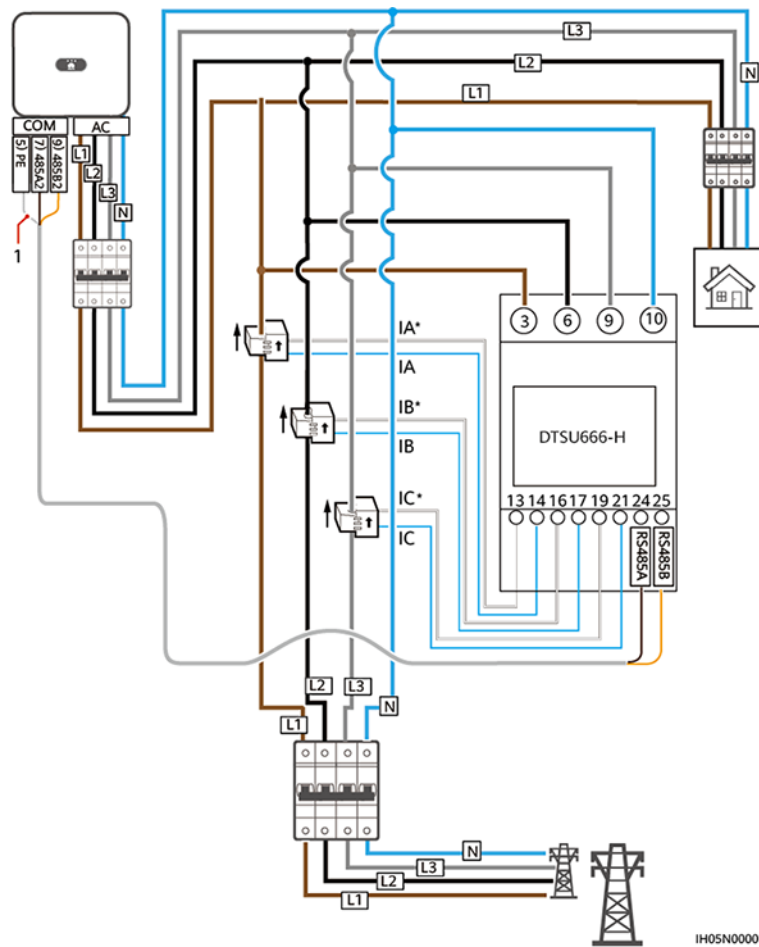 L3
L2
N
L1
COM
AC
5) PE
7) 485A2
9) 485B2
L1
L2
L3
N
1
3
6
9
10
IA*
IA
IB*
IB
IC*
IC
DTSU666-H
13 14 16 17 19 21 24 25
RS485A
RS485B
L2
L3
N
L1
N
L3
L2
L1
IH05N0000